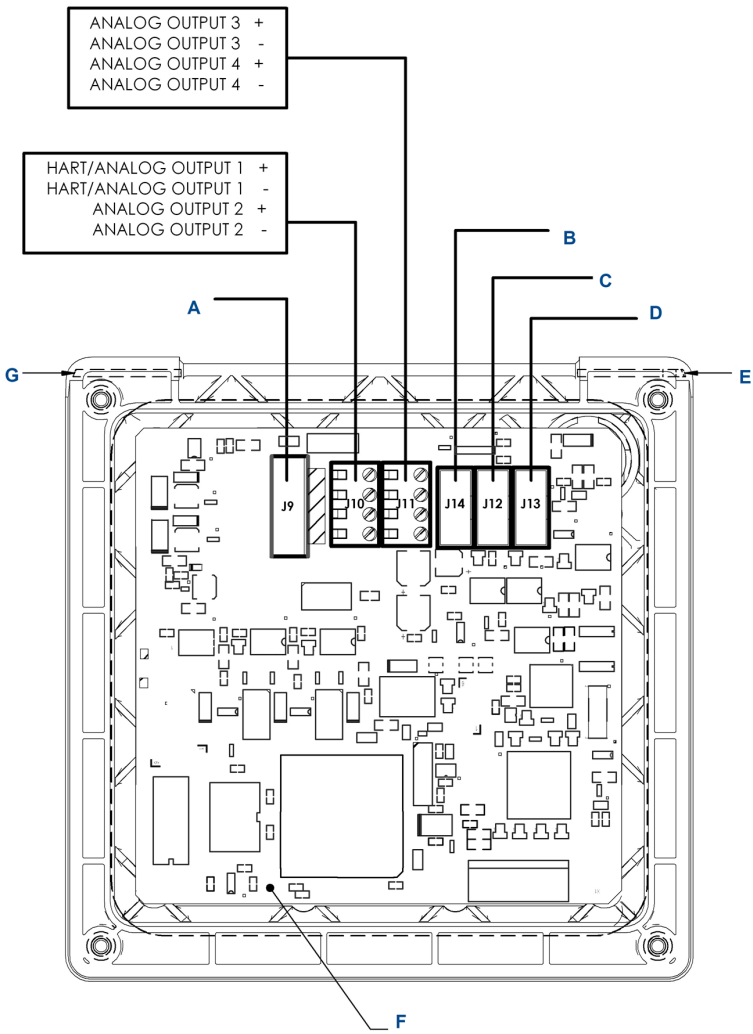 ANALOG OUTPUT 3 +
ANALOG OUTPUT 3 -
ANALOG OUTPUT 4 +
ANALOG OUTPUT 4 -
HART/ANALOG OUTPUT 1 +
HART/ANALOG OUTPUT 1 -
ANALOG OUTPUT 2 +
ANALOG OUTPUT 2 -
B
C
A
D
G
E
J9
J10
J11
J14
J12
J13
F